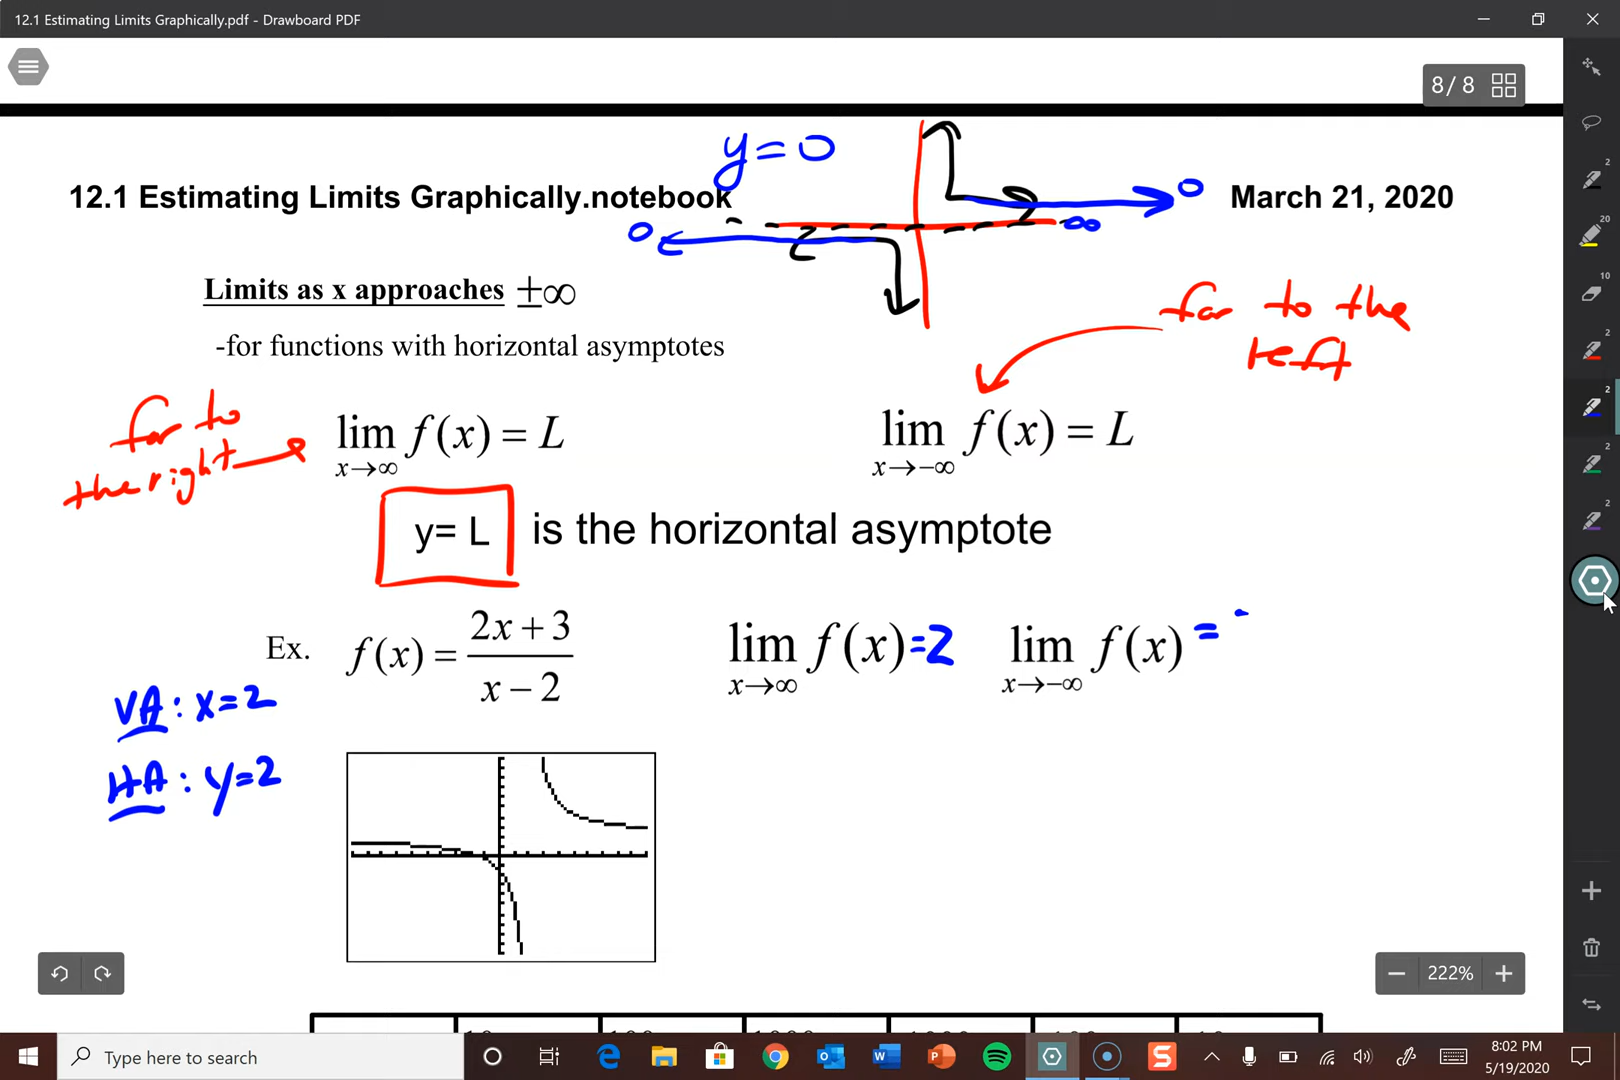 12.1 Estimating Limits Graphically.pdf - Drawboard PDF
8 / 8
y=0
12.1 Estimating Limits Graphically.notebook
March 21, 2020
0
0
∞
Limits as x approaches ±∞
-for functions with horizontal asymptotes
far to the
left
far to
the right
lim f(x) = L
x→∞
lim f(x) = L
x→-∞
y= L is the horizontal asymptote
Ex. f(x) = (2x+3)/(x-2)
lim f(x) =2
x→∞
lim f(x) =
x→-∞
VA: x=2
HA: y=2
222%
Type here to search
8:02 PM
5/19/2020